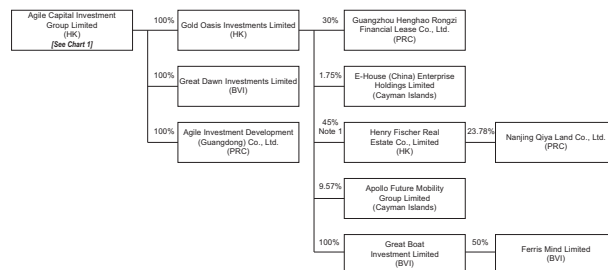 Agile Capital Investment
Group Limited
(HK)
[See Chart 1]
100%
Gold Oasis Investments Limited
(HK)
30%
Guangzhou Henghao Rongzi
Financial Lease Co., Ltd.
(PRC)
100%
Great Dawn Investments Limited
(BVI)
1.75%
E-House (China) Enterprise
Holdings Limited
(Cayman Islands)
100%
Agile Investment Development
(Guangdong) Co., Ltd.
(PRC)
45%
Note 1
Henry Fischer Real
Estate Co., Limited
(HK)
23.78%
Nanjing Qiya Land Co., Ltd.
(PRC)
9.57%
Apollo Future Mobility
Group Limited
(Cayman Islands)
100%
Great Boat
Investment Limited
(BVI)
50%
Ferris Mind Limited
(BVI)